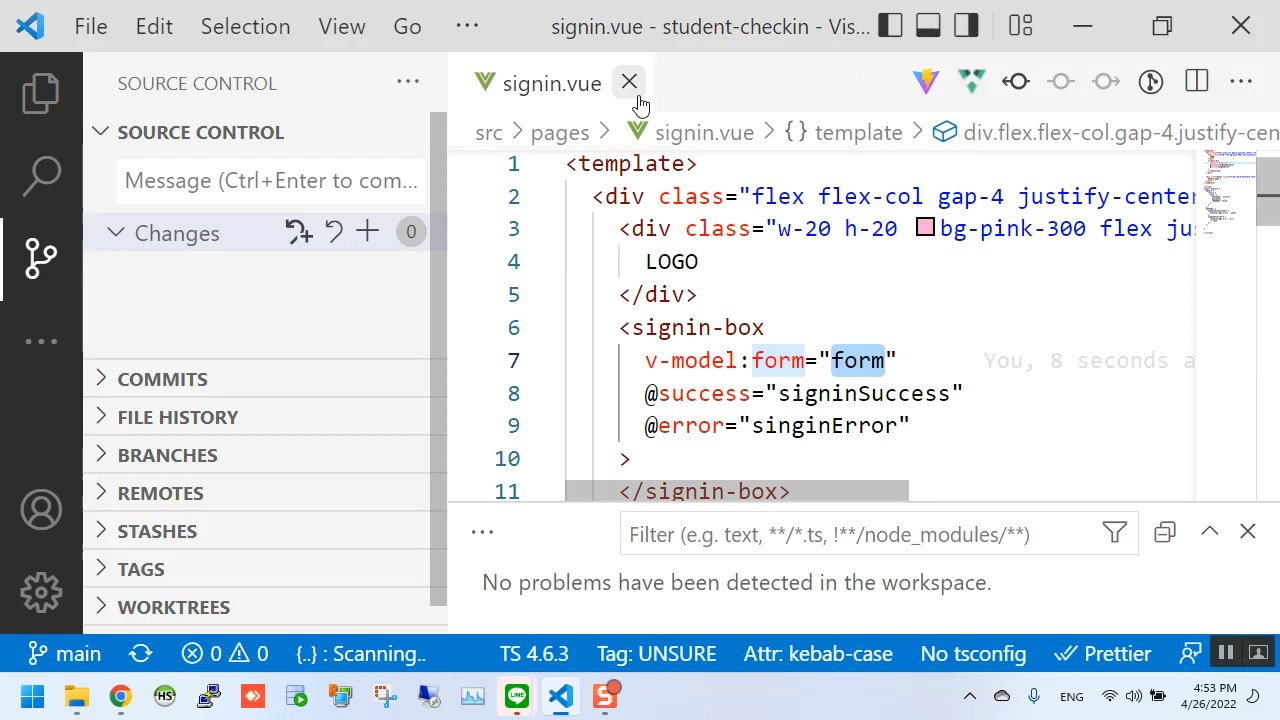 File Edit Selection View Go ··· signin.vue - student-checkin - Vis...
SOURCE CONTROL ···
signin.vue
SOURCE CONTROL
src > pages > signin.vue > {} template > div.flex.flex-col.gap-4.justify-cen
Message (Ctrl+Enter to com...
Changes 0
1 <template>
2 <div class="flex flex-col gap-4 justify-center
3 <div class="w-20 h-20 bg-pink-300 flex jus
4 LOGO
5 </div>
6 <signin-box
7 v-model:form="form" You, 8 seconds a
8 @success="signinSuccess"
9 @error="singinError"
10 >
11 </signin-box>
COMMITS
FILE HISTORY
BRANCHES
REMOTES
STASHES
TAGS
WORKTREES
··· Filter (e.g. text, **/*.ts, !**/node_modules/**)
No problems have been detected in the workspace.
main 0 0 {..} : Scanning.. TS 4.6.3 Tag: UNSURE Attr: kebab-case No tsconfig Prettier
HS LINE S ENG 4:53 PM
4/26/2022